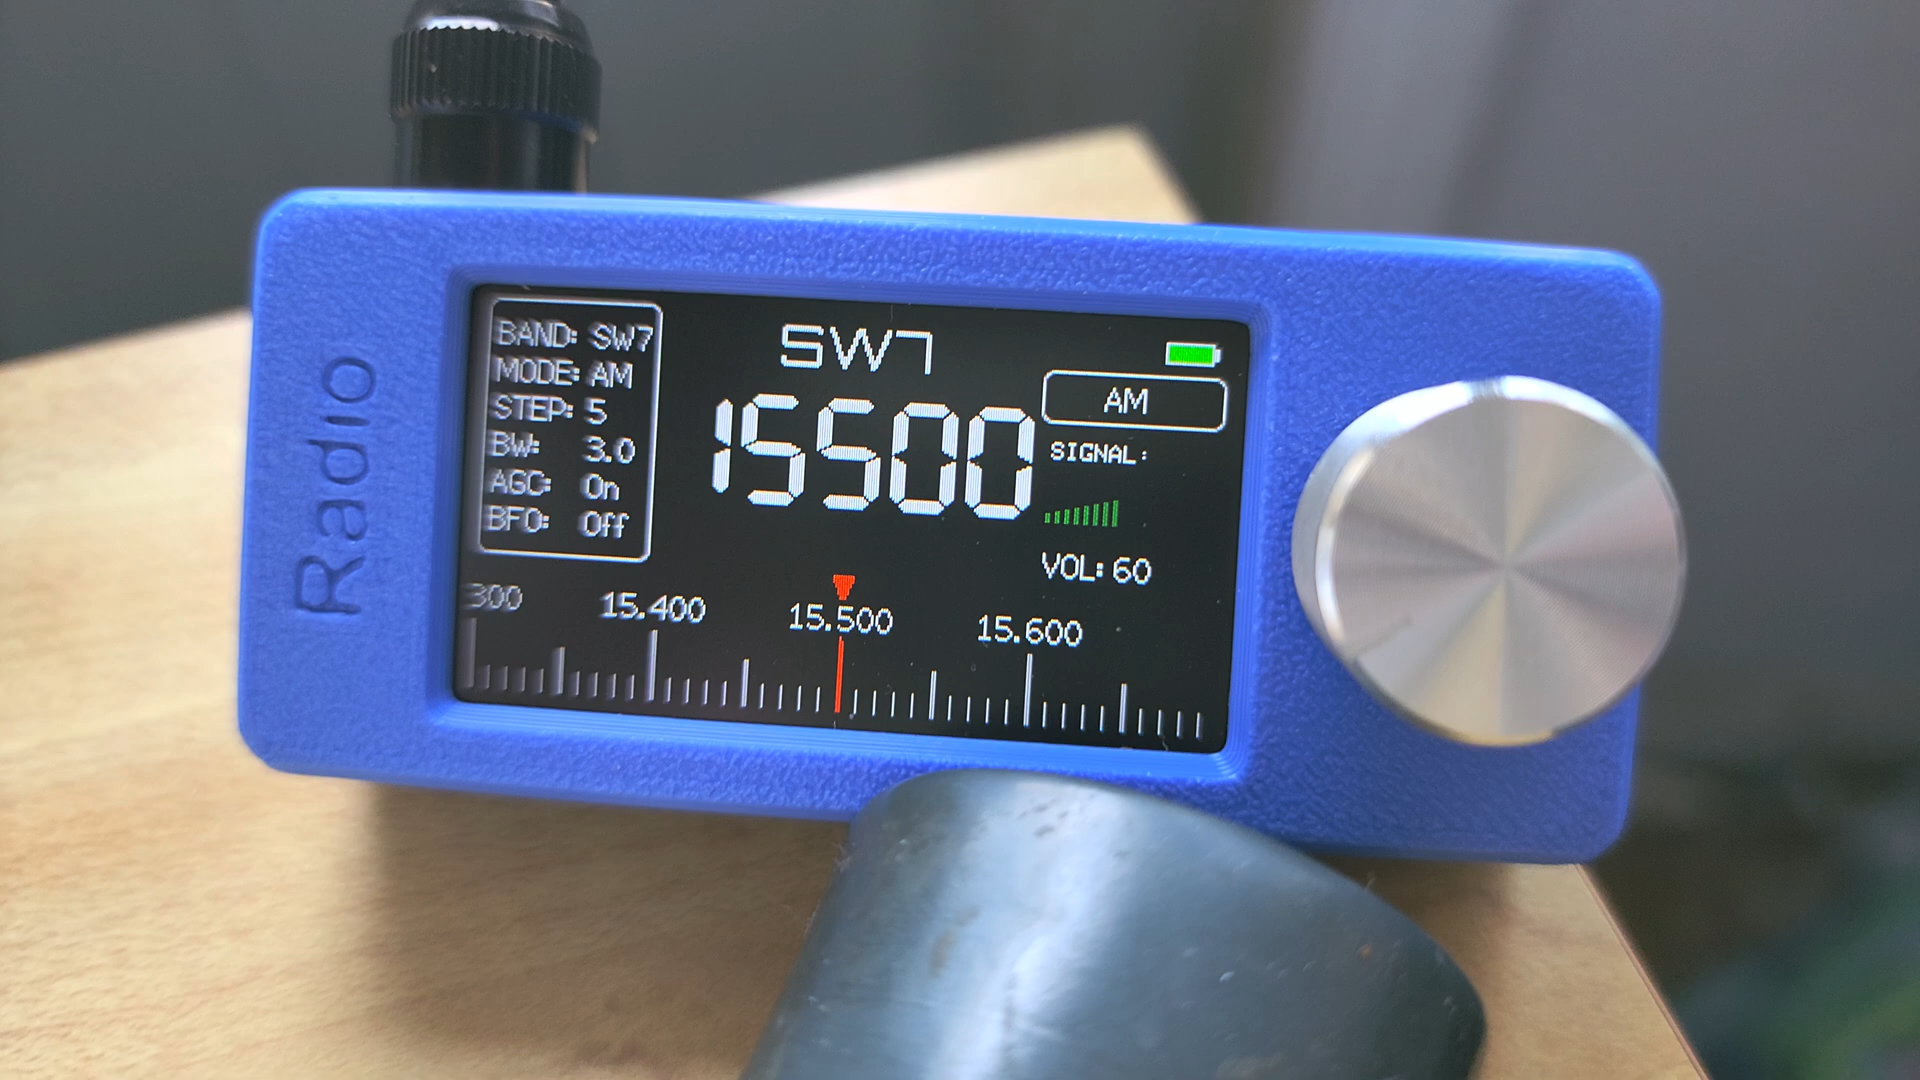 Radio
BAND: SW7
MODE: AM
STEP: 5
BW: 3.0
AGC: On
BFO: Off
SW7
15500
AM
SIGNAL:
VOL: 60
300 15.400 15.500 15.600